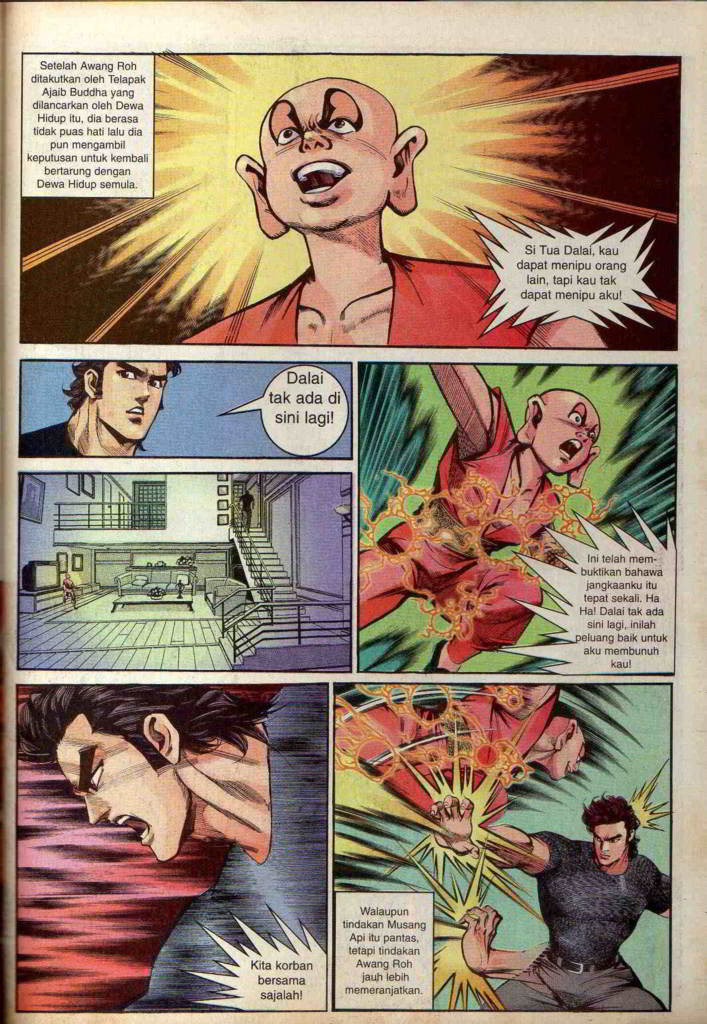 Setelah Awang Roh
ditakutkan oleh Telapak
Ajaib Buddha yang
dilancarkan oleh Dewa
Hidup itu, dia berasa
tidak puas hati lalu dia
pun mengambil
keputusan untuk kembali
bertarung dengan
Dewa Hidup semula.
Si Tua Dalai, kau
dapat menipu orang
lain, tapi kau tak
dapat menipu aku!
Dalai
tak ada di
sini lagi!
Ini telah mem-
buktikan bahawa
jangkaanku itu
tepat sekali. Ha
Ha! Dalai tak ada
sini lagi, inilah
peluang baik untuk
aku membunuh
kau!
Kita korban
bersama
sajalah!
Walaupun
tindakan Musang
Api itu pantas,
tetapi tindakan
Awang Roh
jauh lebih
memeranjatkan.